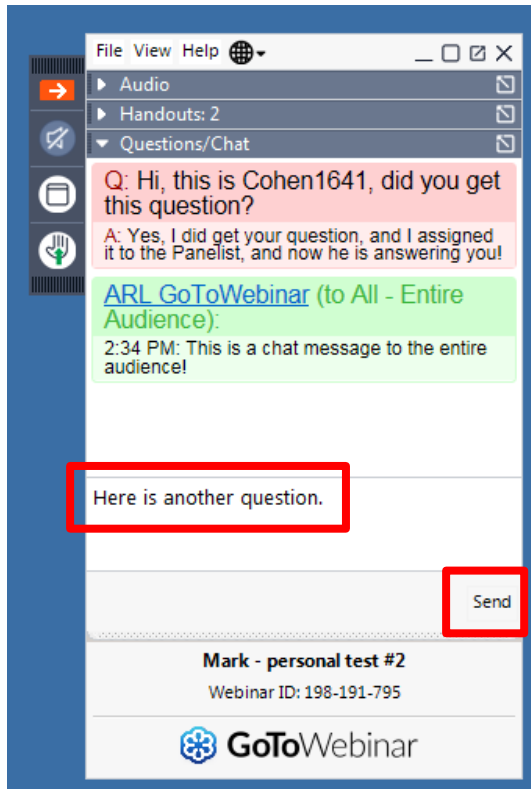 File View Help
Audio
Handouts: 2
Questions/Chat
Q: Hi, this is Cohen1641, did you get
this question?
A: Yes, I did get your question, and I assigned
it to the Panelist, and now he is answering you!
ARL GoToWebinar (to All - Entire
Audience):
2:34 PM: This is a chat message to the entire
audience!
Here is another question.
Send
Mark - personal test #2
Webinar ID: 198-191-795
GoToWebinar